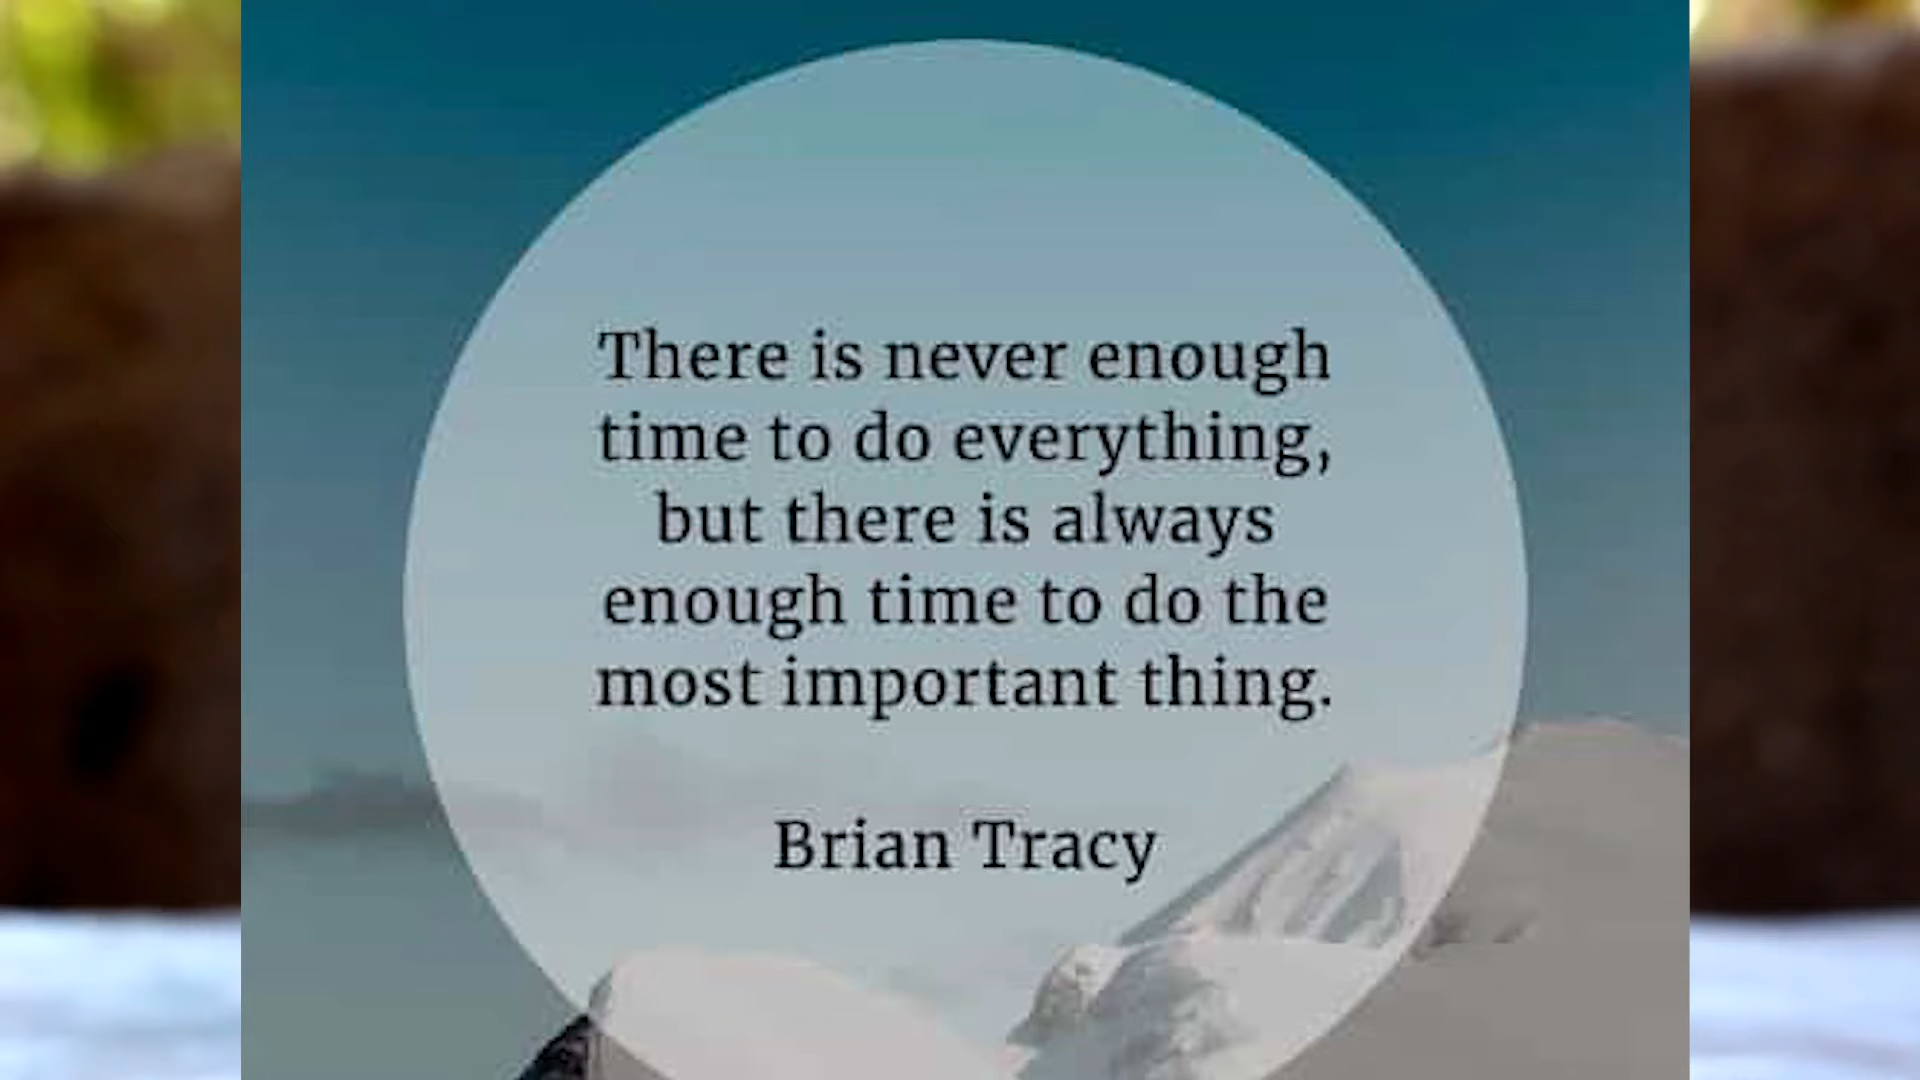 There is never enough
time to do everything,
but there is always
enough time to do the
most important thing.
Brian Tracy